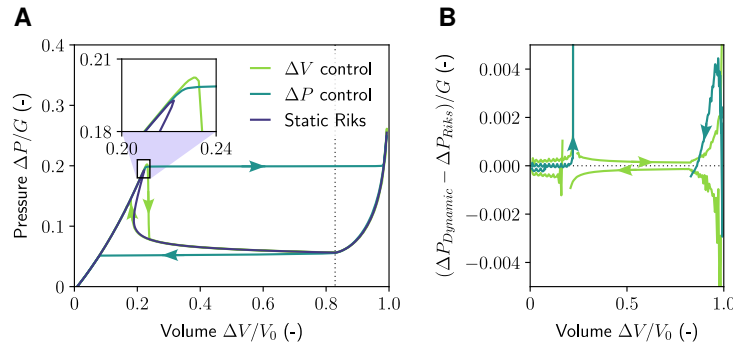 A
B
0.4
0.3
0.2
0.1
0
Pressure ΔP/G (-)
0.21
0.18
0.20
0.24
ΔV control
ΔP control
Static Riks
0
0.2
0.4
0.6
0.8
1.0
Volume ΔV/V₀ (-)
0.004
0.002
0.000
−0.002
−0.004
(ΔP_Dynamic − ΔP_Riks)/G (-)
0
0.5
1.0
Volume ΔV/V₀ (-)